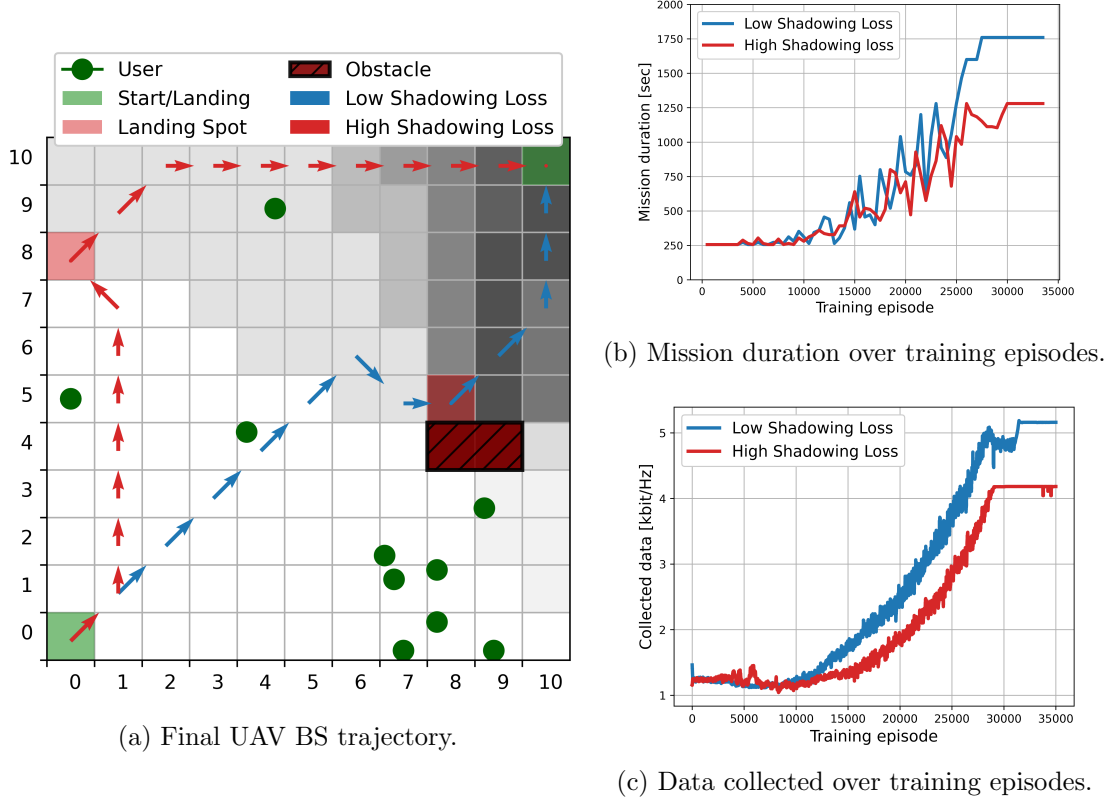 User
Start/Landing
Landing Spot
Obstacle
Low Shadowing Loss
High Shadowing Loss
10
9
8
7
6
5
4
3
2
1
0
0 1 2 3 4 5 6 7 8 9 10
(a) Final UAV BS trajectory.
Low Shadowing Loss
High Shadowing loss
Mission duration [sec]
2000
1750
1500
1250
1000
750
500
250
0
0 5000 10000 15000 20000 25000 30000 35000
Training episode
(b) Mission duration over training episodes.
Low Shadowing Loss
High Shadowing Loss
Collected data [kbit/Hz]
5
4
3
2
1
0 5000 10000 15000 20000 25000 30000 35000
Training episode
(c) Data collected over training episodes.